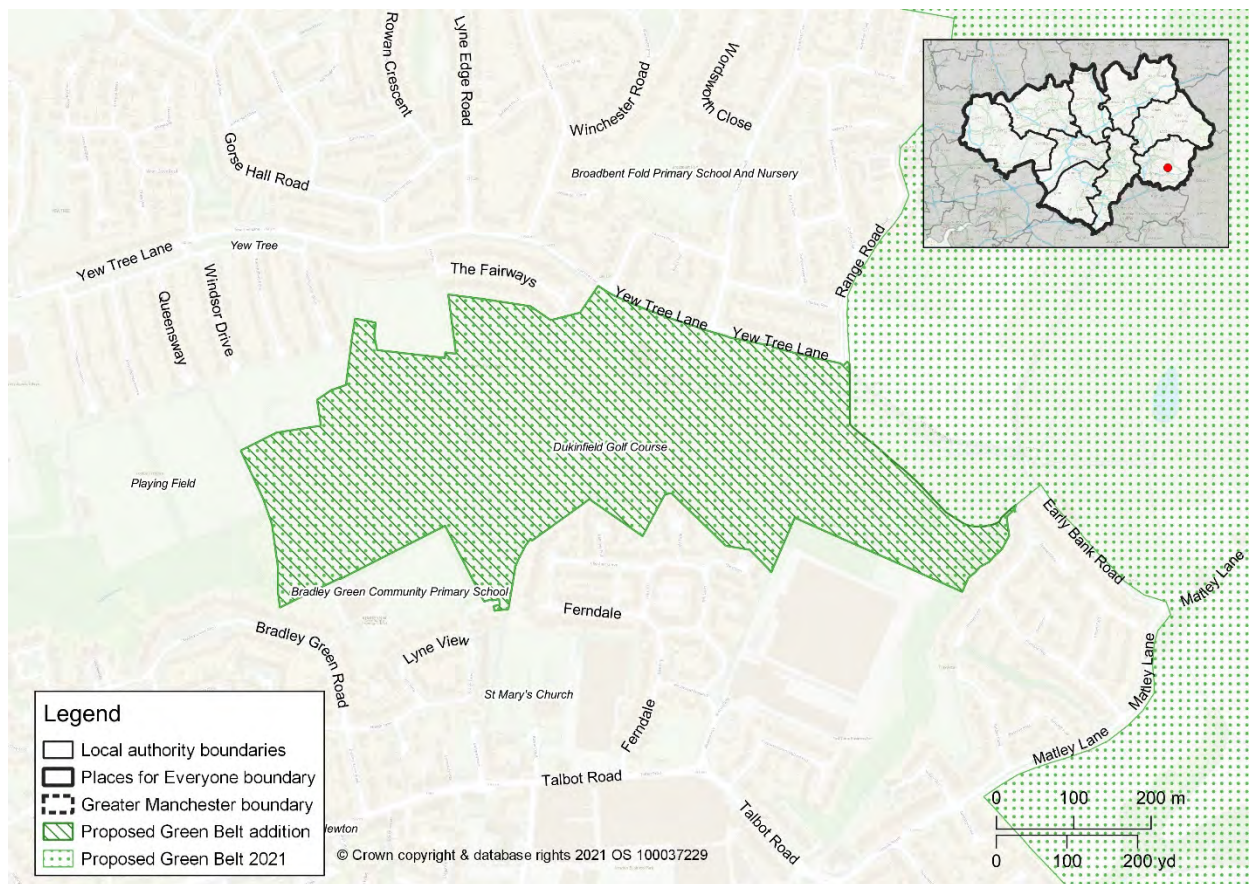 Rowan Crescent
Lyne Edge Road
Winchester Road
Wordsworth Close
Gorse Hall Road
Broadbent Fold Primary School And Nursery
Range Road
Yew Tree Lane
Yew Tree
Windsor Drive
Queensway
The Fairways
Yew Tree Lane
Yew Tree Lane
Dukinfield Golf Course
Playing Field
Early Bank Road
Matley Lane
Bradley Green Community Primary School
Ferndale
Bradley Green Road
Lyne View
St Mary's Church
Ferndale
Matley Lane
Matley Lane
Talbot Road
Talbot Road
Legend
Local authority boundaries
Places for Everyone boundary
Greater Manchester boundary
Proposed Green Belt addition
Proposed Green Belt 2021
© Crown copyright & database rights 2021 OS 100037229
0 100 200 m
0 100 200 yd